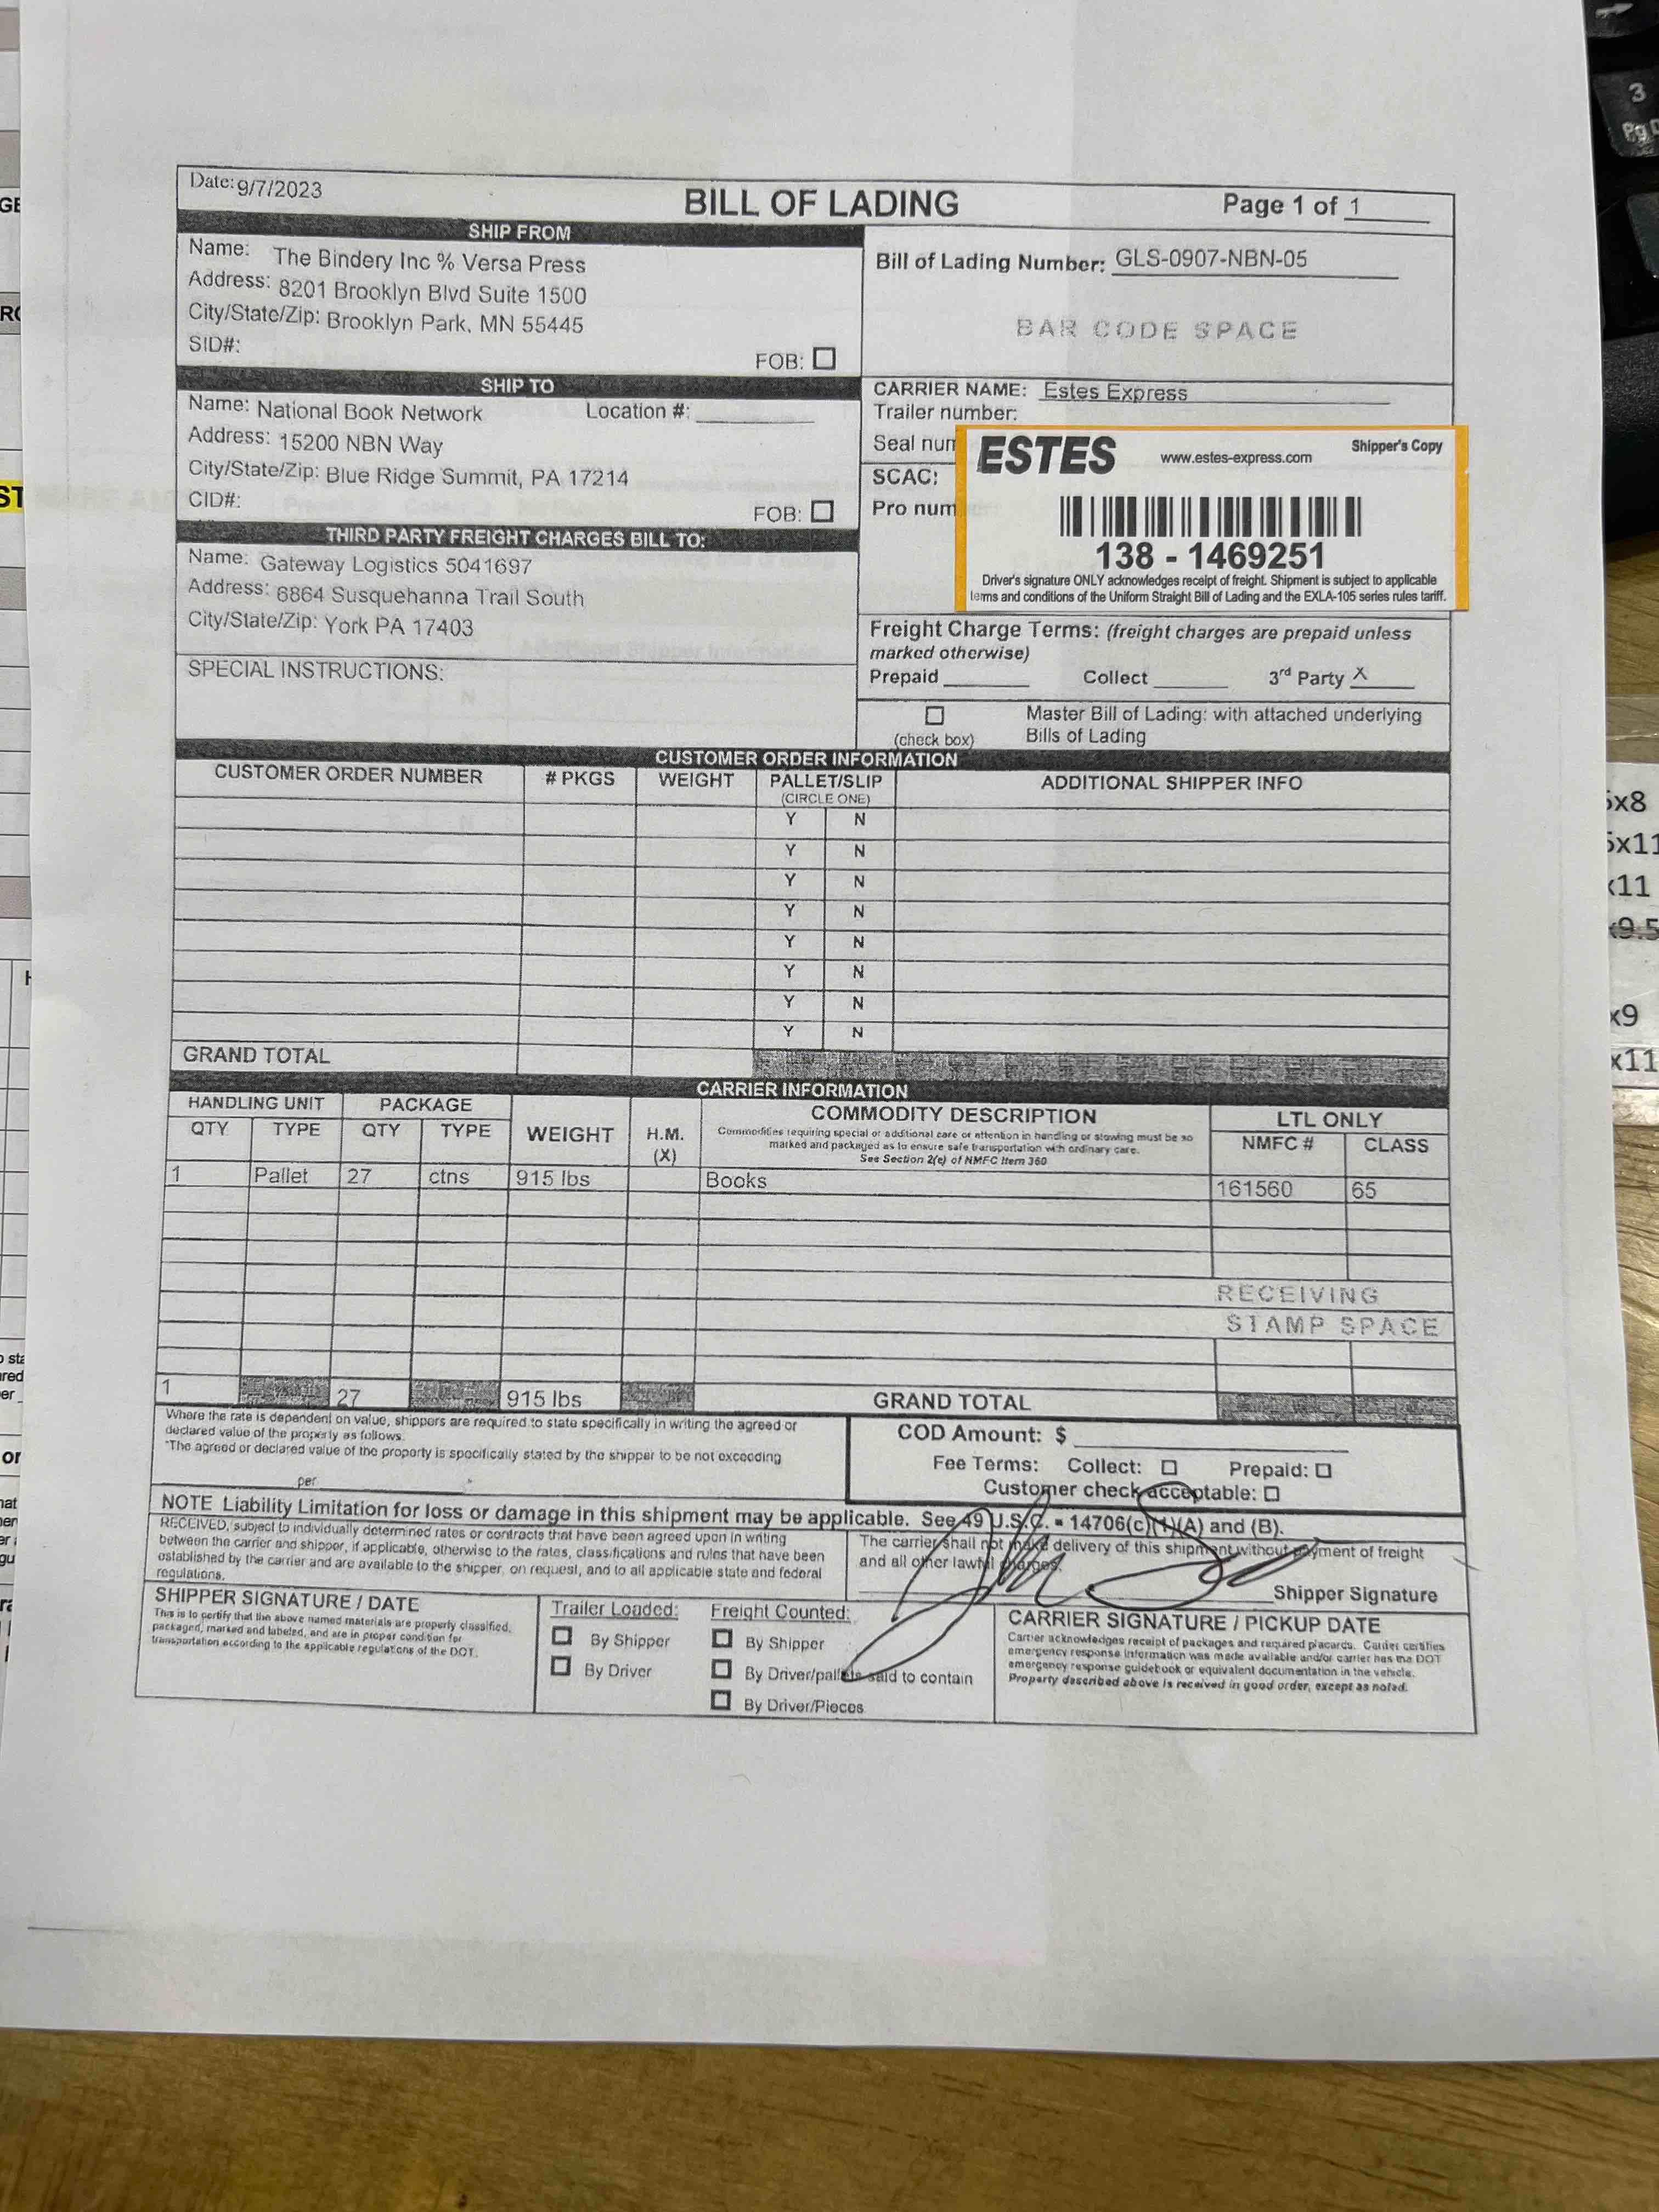 Date: 9/7/2023
BILL OF LADING
Page 1 of 1
SHIP FROM
Name: The Bindery Inc % Versa Press
Address: 8201 Brooklyn Blvd Suite 1500
City/State/Zip: Brooklyn Park, MN 55445
SID#:
FOB:
Bill of Lading Number: GLS-0907-NBN-05
BAR CODE SPACE
SHIP TO
Name: National Book Network Location #:
Address: 15200 NBN Way
City/State/Zip: Blue Ridge Summit, PA 17214
CID#:
FOB:
CARRIER NAME: Estes Express
Trailer number:
Seal num
SCAC:
Pro num
ESTES www.estes-express.com Shipper's Copy
138 - 1469251
Driver's signature ONLY acknowledges receipt of freight. Shipment is subject to applicable
terms and conditions of the Uniform Straight Bill of Lading and the EXLA-105 series rules tariff.
THIRD PARTY FREIGHT CHARGES BILL TO:
Name: Gateway Logistics 5041697
Address: 6864 Susquehanna Trail South
City/State/Zip: York PA 17403
SPECIAL INSTRUCTIONS:
Freight Charge Terms: (freight charges are prepaid unless
marked otherwise)
Prepaid Collect 3rd Party X
Master Bill of Lading: with attached underlying
(check box) Bills of Lading
CUSTOMER ORDER INFORMATION
CUSTOMER ORDER NUMBER # PKGS WEIGHT PALLET/SLIP ADDITIONAL SHIPPER INFO
(CIRCLE ONE)
Y N
Y N
Y N
Y N
Y N
Y N
Y N
Y N
GRAND TOTAL
CARRIER INFORMATION
HANDLING UNIT PACKAGE COMMODITY DESCRIPTION LTL ONLY
QTY TYPE QTY TYPE WEIGHT H.M. (X) NMFC # CLASS
Commodities requiring special or additional care or attention in handling or stowing must be so
marked and packaged as to ensure safe transportation with ordinary care.
See Section 2(e) of NMFC Item 360
1 Pallet 27 ctns 915 lbs Books 161560 65
RECEIVING
STAMP SPACE
1 27 915 lbs GRAND TOTAL
Where the rate is dependent on value, shippers are required to state specifically in writing the agreed or
declared value of the property as follows.
"The agreed or declared value of the property is specifically stated by the shipper to be not exceeding
per
COD Amount: $
Fee Terms: Collect: Prepaid:
Customer check acceptable:
NOTE Liability Limitation for loss or damage in this shipment may be applicable. See 49 U.S.C. - 14706(c)(1)(A) and (B).
RECEIVED, subject to individually determined rates or contracts that have been agreed upon in writing
between the carrier and shipper, if applicable, otherwise to the rates, classifications and rules that have been
established by the carrier and are available to the shipper, on request, and to all applicable state and federal
regulations.
The carrier shall not make delivery of this shipment without payment of freight
and all other lawful charges.
Shipper Signature
SHIPPER SIGNATURE / DATE
This is to certify that the above named materials are properly classified,
packaged, marked and labeled, and are in proper condition for
transportation according to the applicable regulations of the DOT.
Trailer Loaded:
By Shipper
By Driver
Freight Counted:
By Shipper
By Driver/pallets said to contain
By Driver/Pieces
CARRIER SIGNATURE / PICKUP DATE
Carrier acknowledges receipt of packages and required placards. Carrier certifies
emergency response information was made available and/or carrier has the DOT
emergency response guidebook or equivalent documentation in the vehicle.
Property described above is received in good order, except as noted.